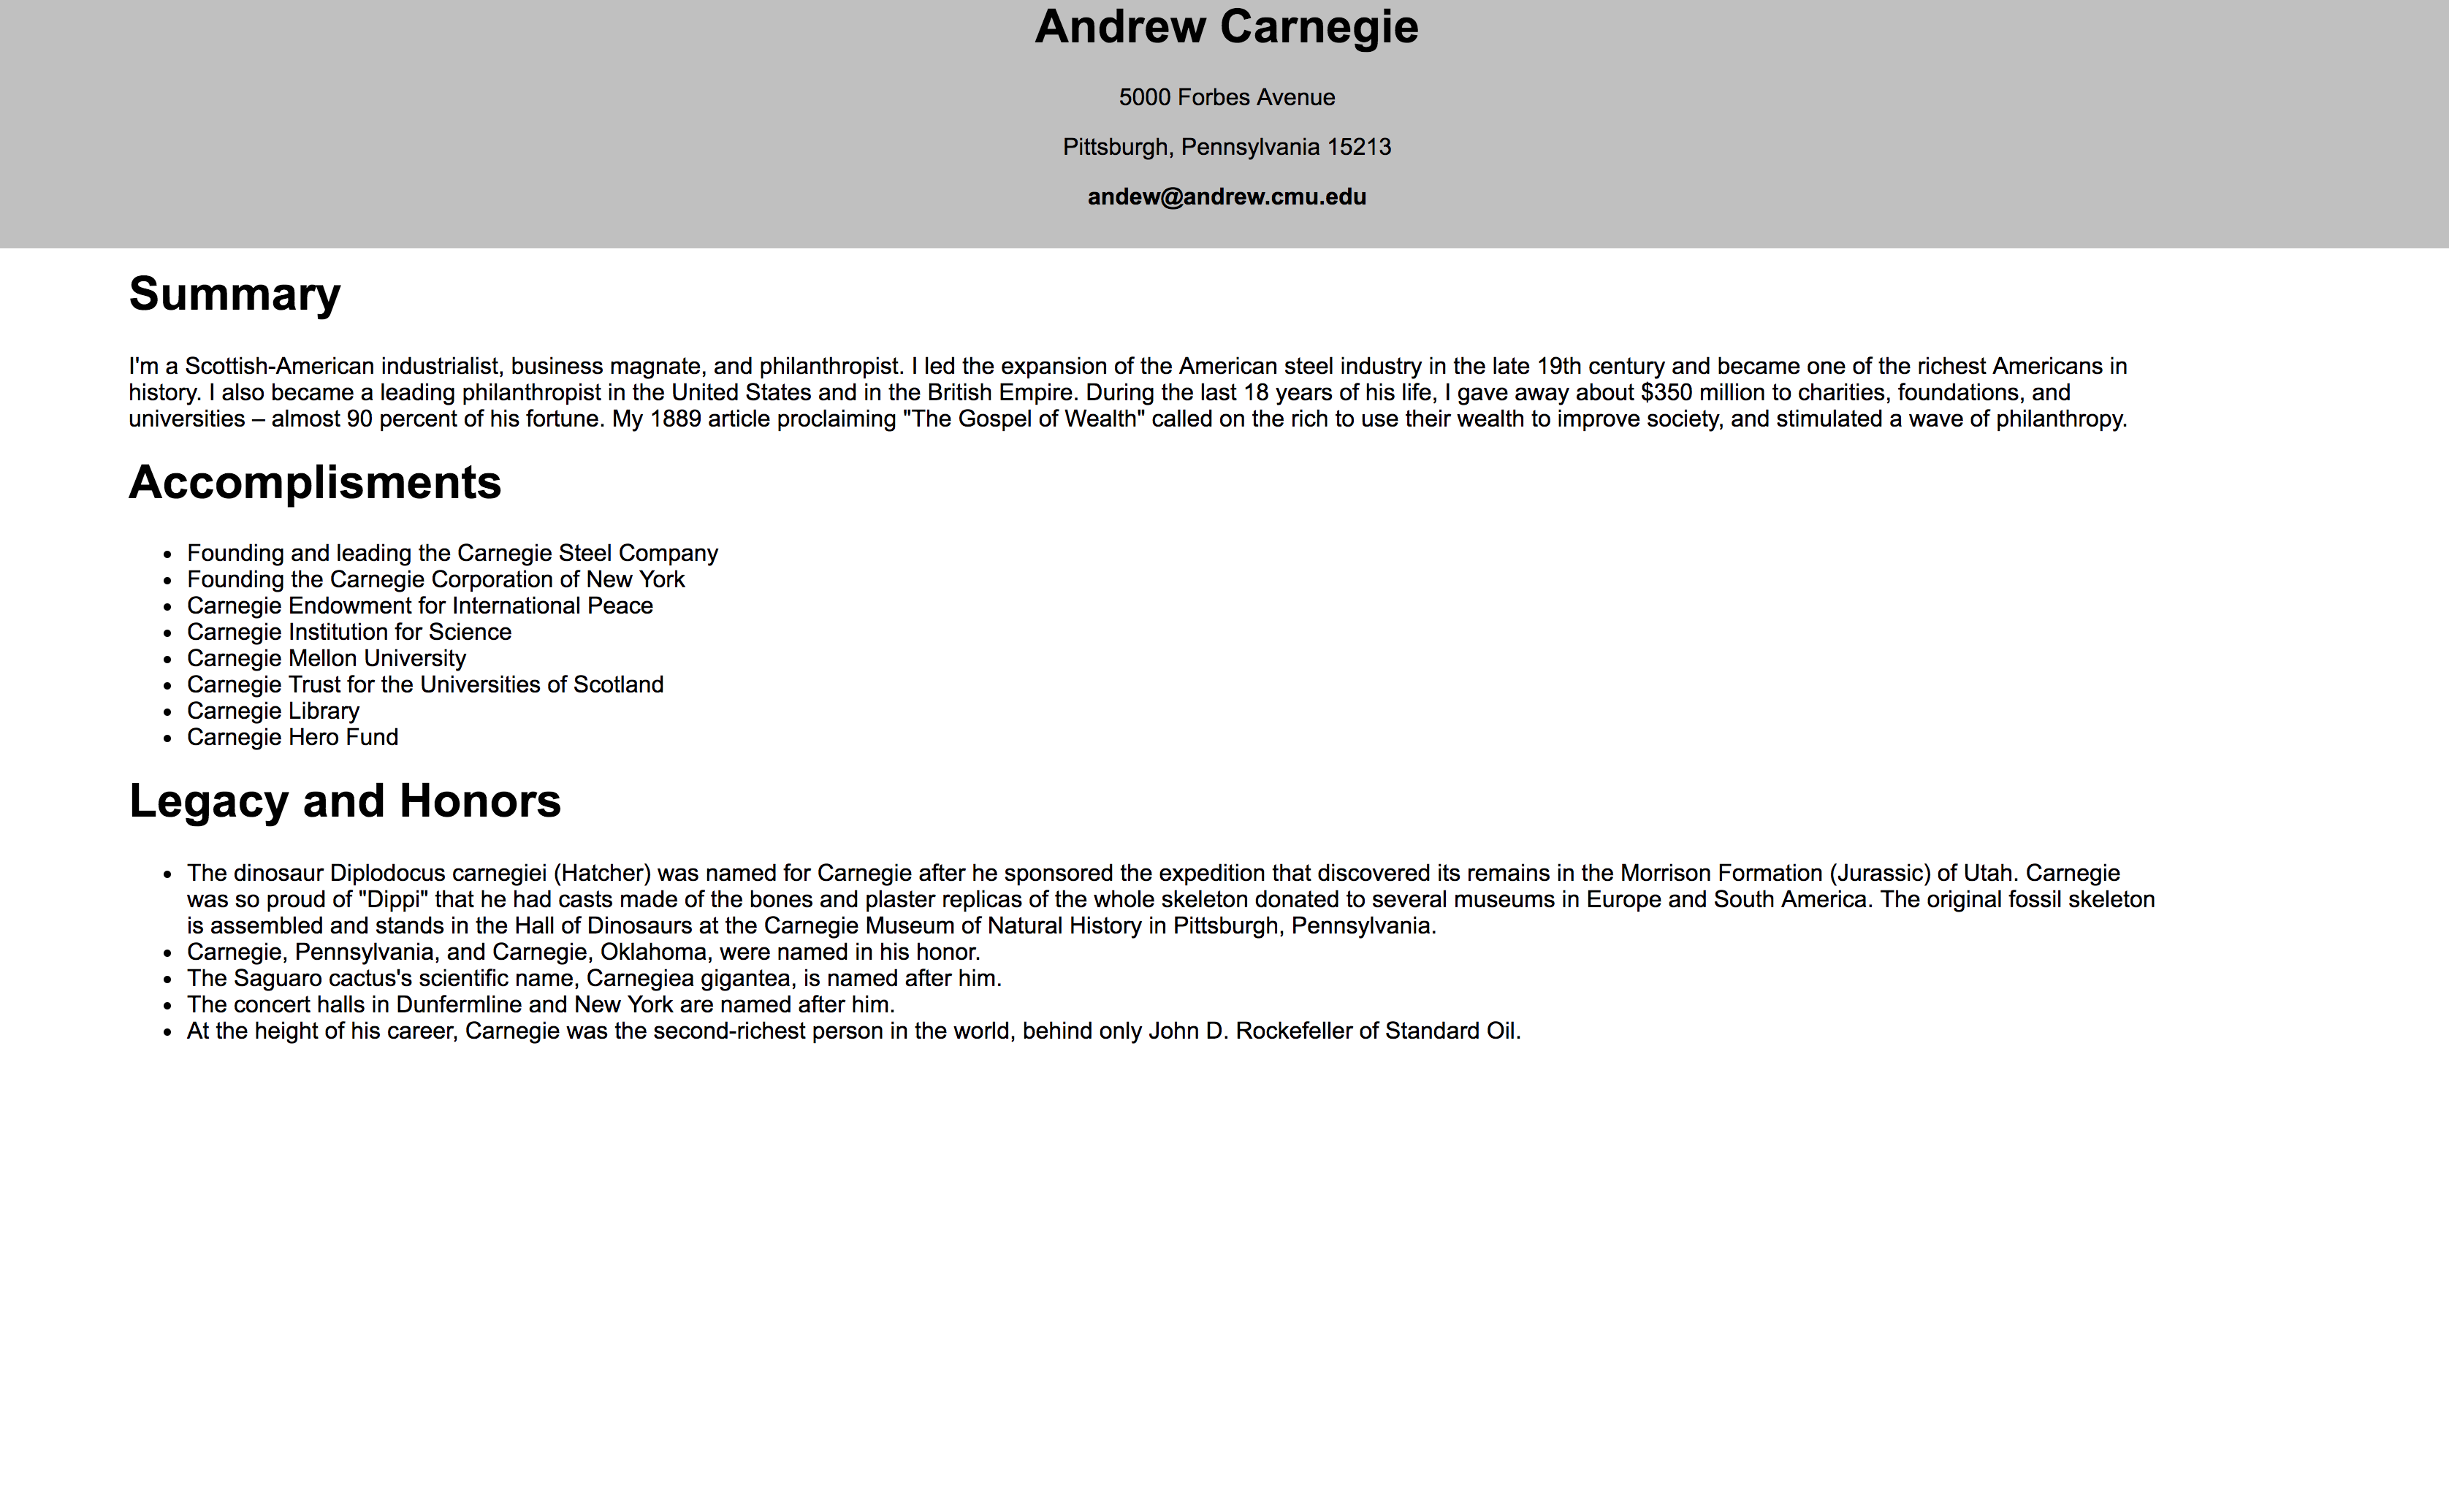 Andrew Carnegie
5000 Forbes Avenue
Pittsburgh, Pennsylvania 15213
andew@andrew.cmu.edu
Summary
I'm a Scottish-American industrialist, business magnate, and philanthropist. I led the expansion of the American steel industry in the late 19th century and became one of the richest Americans in
history. I also became a leading philanthropist in the United States and in the British Empire. During the last 18 years of his life, I gave away about $350 million to charities, foundations, and
universities – almost 90 percent of his fortune. My 1889 article proclaiming "The Gospel of Wealth" called on the rich to use their wealth to improve society, and stimulated a wave of philanthropy.
Accomplisments
• Founding and leading the Carnegie Steel Company
• Founding the Carnegie Corporation of New York
• Carnegie Endowment for International Peace
• Carnegie Institution for Science
• Carnegie Mellon University
• Carnegie Trust for the Universities of Scotland
• Carnegie Library
• Carnegie Hero Fund
Legacy and Honors
• The dinosaur Diplodocus carnegiei (Hatcher) was named for Carnegie after he sponsored the expedition that discovered its remains in the Morrison Formation (Jurassic) of Utah. Carnegie
was so proud of "Dippi" that he had casts made of the bones and plaster replicas of the whole skeleton donated to several museums in Europe and South America. The original fossil skeleton
is assembled and stands in the Hall of Dinosaurs at the Carnegie Museum of Natural History in Pittsburgh, Pennsylvania.
• Carnegie, Pennsylvania, and Carnegie, Oklahoma, were named in his honor.
• The Saguaro cactus's scientific name, Carnegiea gigantea, is named after him.
• The concert halls in Dunfermline and New York are named after him.
• At the height of his career, Carnegie was the second-richest person in the world, behind only John D. Rockefeller of Standard Oil.